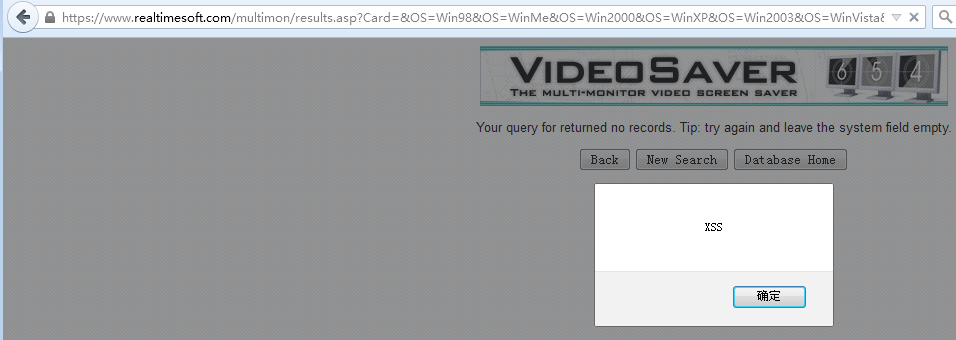 https://www.realtimesoft.com/multimon/results.asp?Card=&OS=Win98&OS=WinMe&OS=Win2000&OS=WinXP&OS=Win2003&OS=WinVista&
VIDEOSAVER
THE MULTI-MONITOR VIDEO SCREEN SAVER
6 5 4
Your query for returned no records. Tip: try again and leave the system field empty.
Back New Search Database Home
XSS
确定